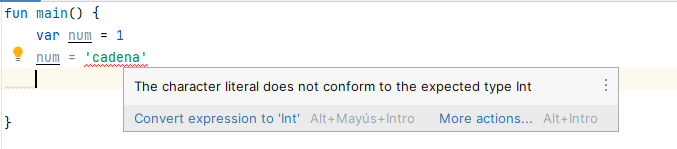 fun main() {
var num = 1
num = 'cadena'
The character literal does not conform to the expected type Int
Convert expression to 'Int' Alt+Mayús+Intro More actions... Alt+Intro
}